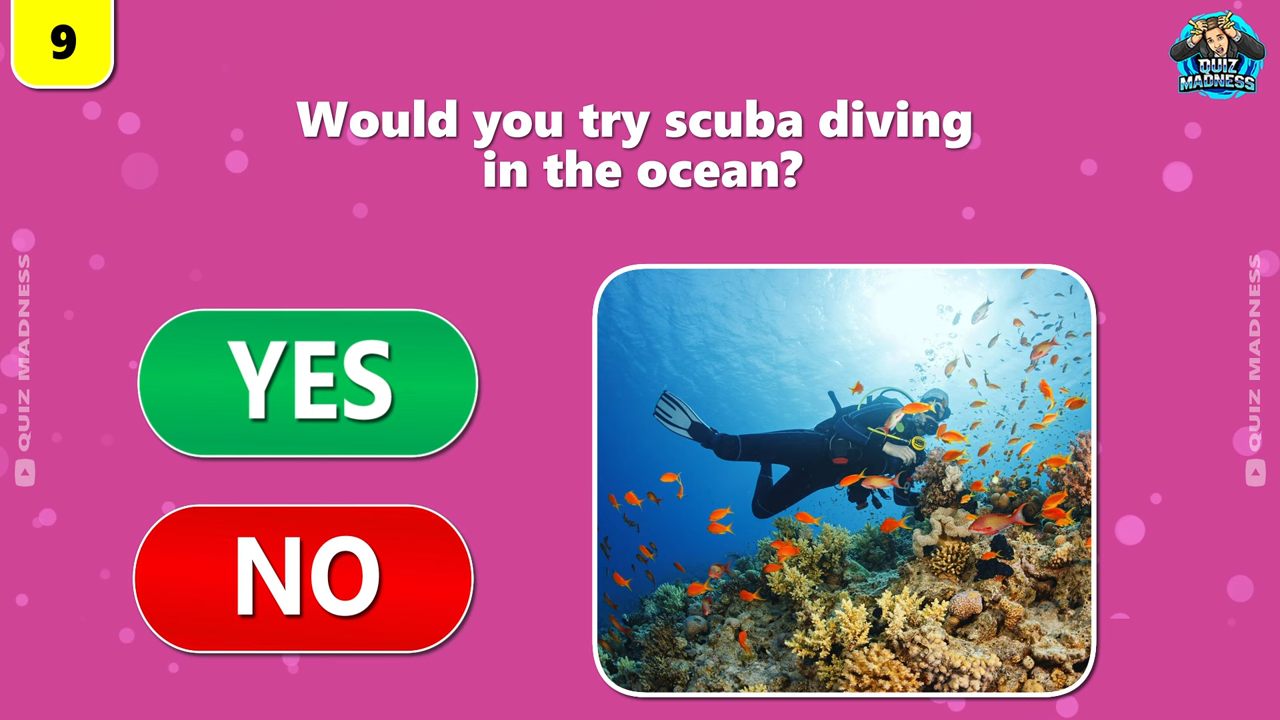 9
QUIZ
MADNESS
Would you try scuba diving
in the ocean?
YES
NO
QUIZ MADNESS
QUIZ MADNESS